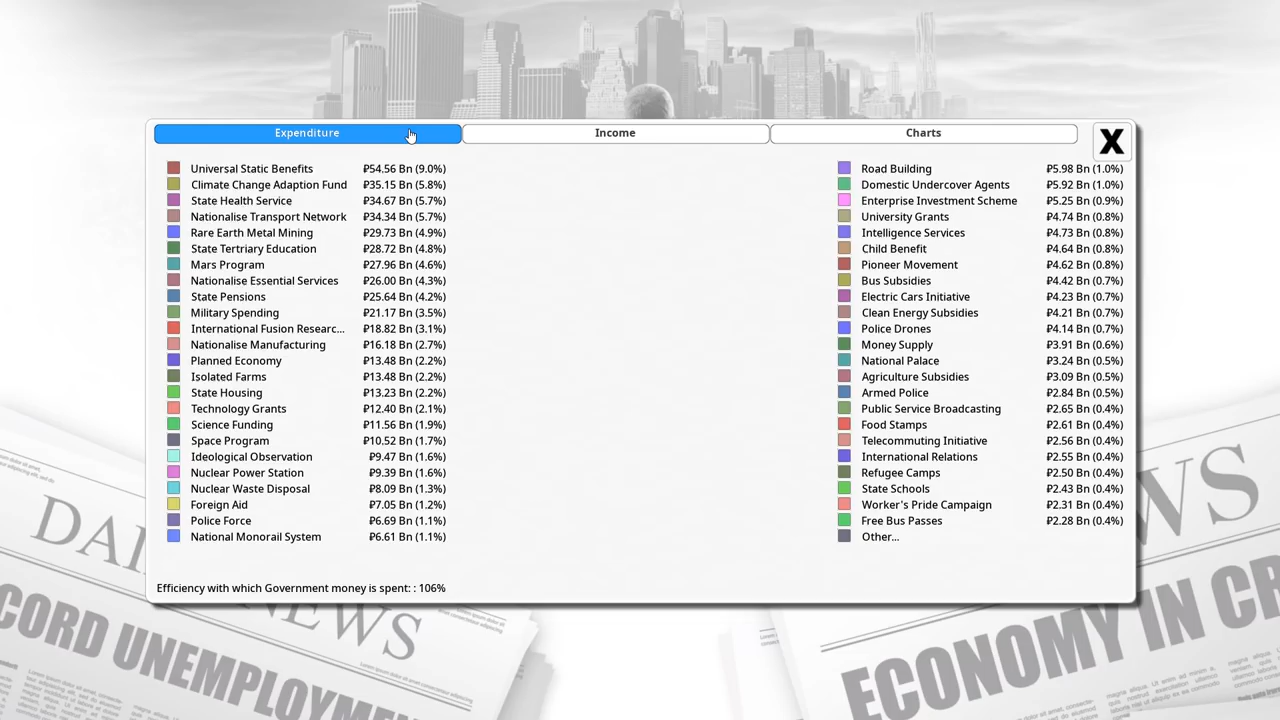 Expenditure
Income
Charts
X
Universal Static Benefits ₽54.56 Bn (9.0%)
Climate Change Adaption Fund ₽35.15 Bn (5.8%)
State Health Service ₽34.67 Bn (5.7%)
Nationalise Transport Network ₽34.34 Bn (5.7%)
Rare Earth Metal Mining ₽29.73 Bn (4.9%)
State Tertriary Education ₽28.72 Bn (4.8%)
Mars Program ₽27.96 Bn (4.6%)
Nationalise Essential Services ₽26.00 Bn (4.3%)
State Pensions ₽25.64 Bn (4.2%)
Military Spending ₽21.17 Bn (3.5%)
International Fusion Researc... ₽18.82 Bn (3.1%)
Nationalise Manufacturing ₽16.18 Bn (2.7%)
Planned Economy ₽13.48 Bn (2.2%)
Isolated Farms ₽13.48 Bn (2.2%)
State Housing ₽13.23 Bn (2.2%)
Technology Grants ₽12.40 Bn (2.1%)
Science Funding ₽11.56 Bn (1.9%)
Space Program ₽10.52 Bn (1.7%)
Ideological Observation ₽9.47 Bn (1.6%)
Nuclear Power Station ₽9.39 Bn (1.6%)
Nuclear Waste Disposal ₽8.09 Bn (1.3%)
Foreign Aid ₽7.05 Bn (1.2%)
Police Force ₽6.69 Bn (1.1%)
National Monorail System ₽6.61 Bn (1.1%)
Road Building ₽5.98 Bn (1.0%)
Domestic Undercover Agents ₽5.92 Bn (1.0%)
Enterprise Investment Scheme ₽5.25 Bn (0.9%)
University Grants ₽4.74 Bn (0.8%)
Intelligence Services ₽4.73 Bn (0.8%)
Child Benefit ₽4.64 Bn (0.8%)
Pioneer Movement ₽4.62 Bn (0.8%)
Bus Subsidies ₽4.42 Bn (0.7%)
Electric Cars Initiative ₽4.23 Bn (0.7%)
Clean Energy Subsidies ₽4.21 Bn (0.7%)
Police Drones ₽4.14 Bn (0.7%)
Money Supply ₽3.91 Bn (0.6%)
National Palace ₽3.24 Bn (0.5%)
Agriculture Subsidies ₽3.09 Bn (0.5%)
Armed Police ₽2.84 Bn (0.5%)
Public Service Broadcasting ₽2.65 Bn (0.4%)
Food Stamps ₽2.61 Bn (0.4%)
Telecommuting Initiative ₽2.56 Bn (0.4%)
International Relations ₽2.55 Bn (0.4%)
Refugee Camps ₽2.50 Bn (0.4%)
State Schools ₽2.43 Bn (0.4%)
Worker's Pride Campaign ₽2.31 Bn (0.4%)
Free Bus Passes ₽2.28 Bn (0.4%)
Other...
Efficiency with which Government money is spent: : 106%
DAI
NEWS
CORD UNEMPLOYME
WS
ECONOMY IN CR